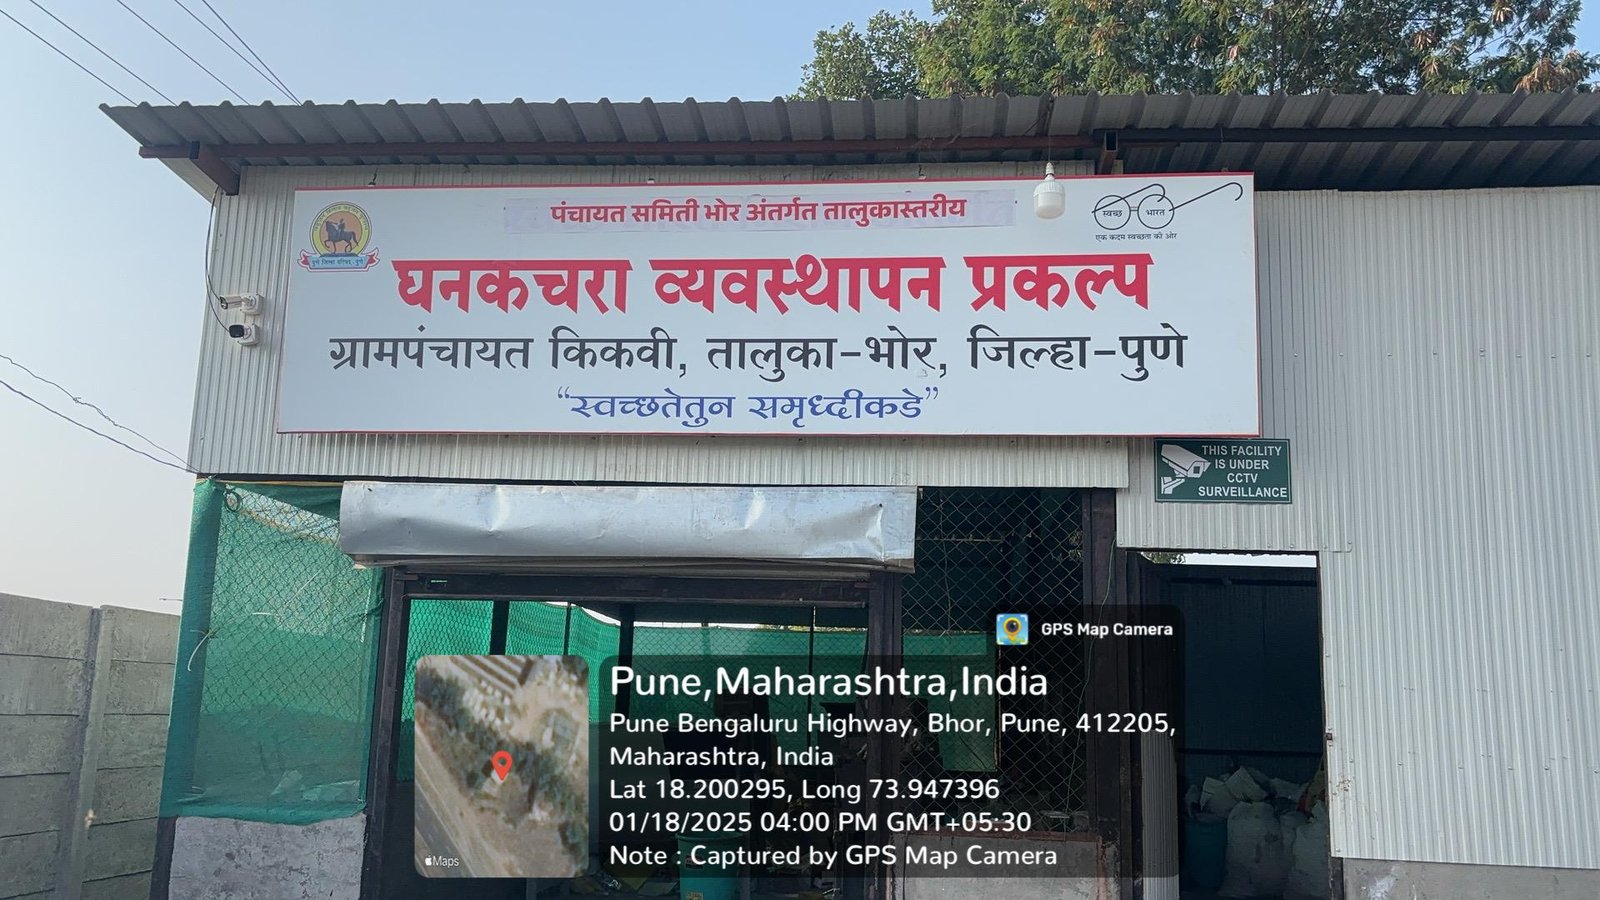 पंचायत समिती भोर अंतर्गत तालुकास्तरीय
स्वच्छ भारत
एक कदम स्वच्छता की ओर
पुणे जिल्हा परिषद, पुणे
घनकचरा व्यवस्थापन प्रकल्प
ग्रामपंचायत किकवी, तालुका-भोर, जिल्हा-पुणे
“स्वच्छतेतुन समृध्दीकडे”
THIS FACILITY
IS UNDER
CCTV
SURVEILLANCE
GPS Map Camera
Pune,Maharashtra,India
Pune Bengaluru Highway, Bhor, Pune, 412205,
Maharashtra, India
Lat 18.200295, Long 73.947396
01/18/2025 04:00 PM GMT+05:30
Note : Captured by GPS Map Camera
Maps